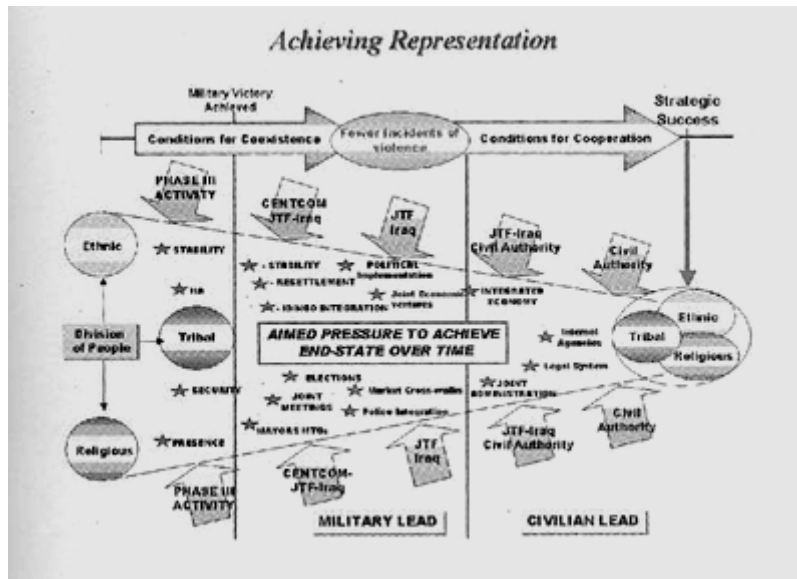 Achieving Representation
Military Victory
Achieved
Strategic
Success
Conditions for Coexistence
Fewer Incidents of
violence
Conditions for Cooperation
PHASE III
ACTIVITY
CENTCOM
JTF-Iraq
JTF
Iraq
JTF-Iraq
Civil Authority
Civil
Authority
Ethnic
STABILITY
- STABILITY
- RESETTLEMENT
POLITICAL
Implementation
Joint Economic
ventures
INTEGRATED
ECONOMY
INTEGRATION
Division
of People
Tribal
AIMED PRESSURE TO ACHIEVE
END-STATE OVER TIME
Agencies
Legal System
Ethnic
Tribal
Religious
SECURITY
PRESENCE
ELECTIONS
JOINT
MEETINGS
MAYORS MTGs
Market Cross-walks
Police Integration
JOINT
ADMINISTRATION
Religious
PHASE III
ACTIVITY
CENTCOM-
JTF-Iraq
JTF
Iraq
JTF-Iraq
Civil Authority
Civil
Authority
MILITARY LEAD
CIVILIAN LEAD